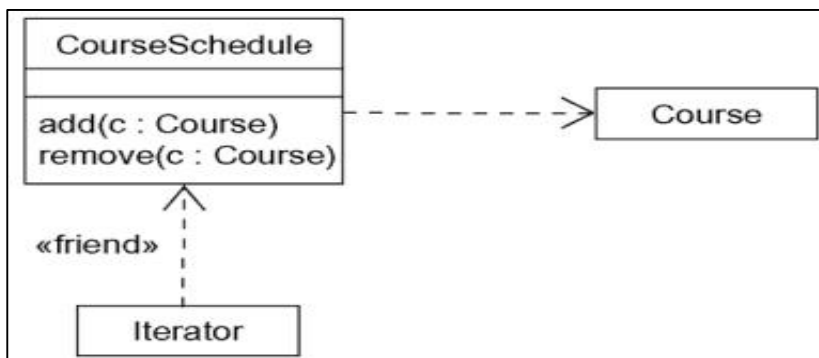 CourseSchedule
add(c : Course)
remove(c : Course)
Course
«friend»
Iterator